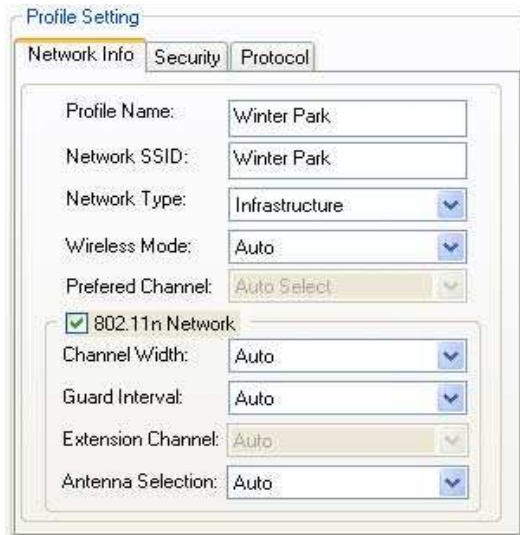 Profile Setting
Network Info Security Protocol
Profile Name: Winter Park
Network SSID: Winter Park
Network Type: Infrastructure
Wireless Mode: Auto
Prefered Channel: Auto Select
802.11n Network
Channel Width: Auto
Guard Interval: Auto
Extension Channel: Auto
Antenna Selection: Auto